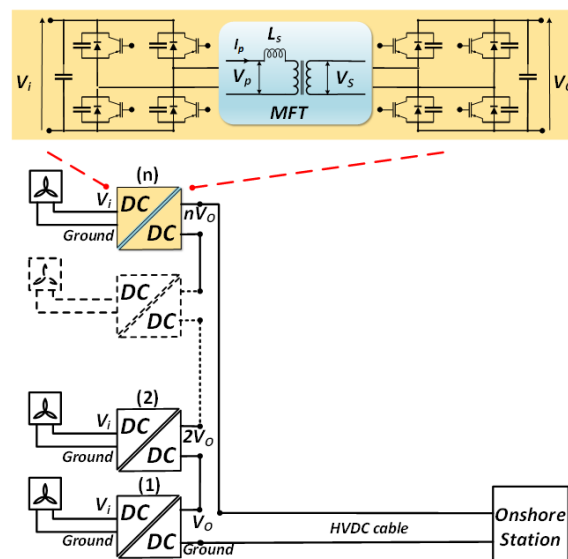 Lₛ
Iₚ
Vᵢ
Vₚ
Vₛ
MFT
(n)
Vᵢ
DC
nVₒ
Ground
DC
DC
DC
(2)
Vᵢ
DC
2Vₒ
Ground
DC
(1)
Vᵢ
DC
Vₒ
Ground
DC
Ground
HVDC cable
Onshore
Station